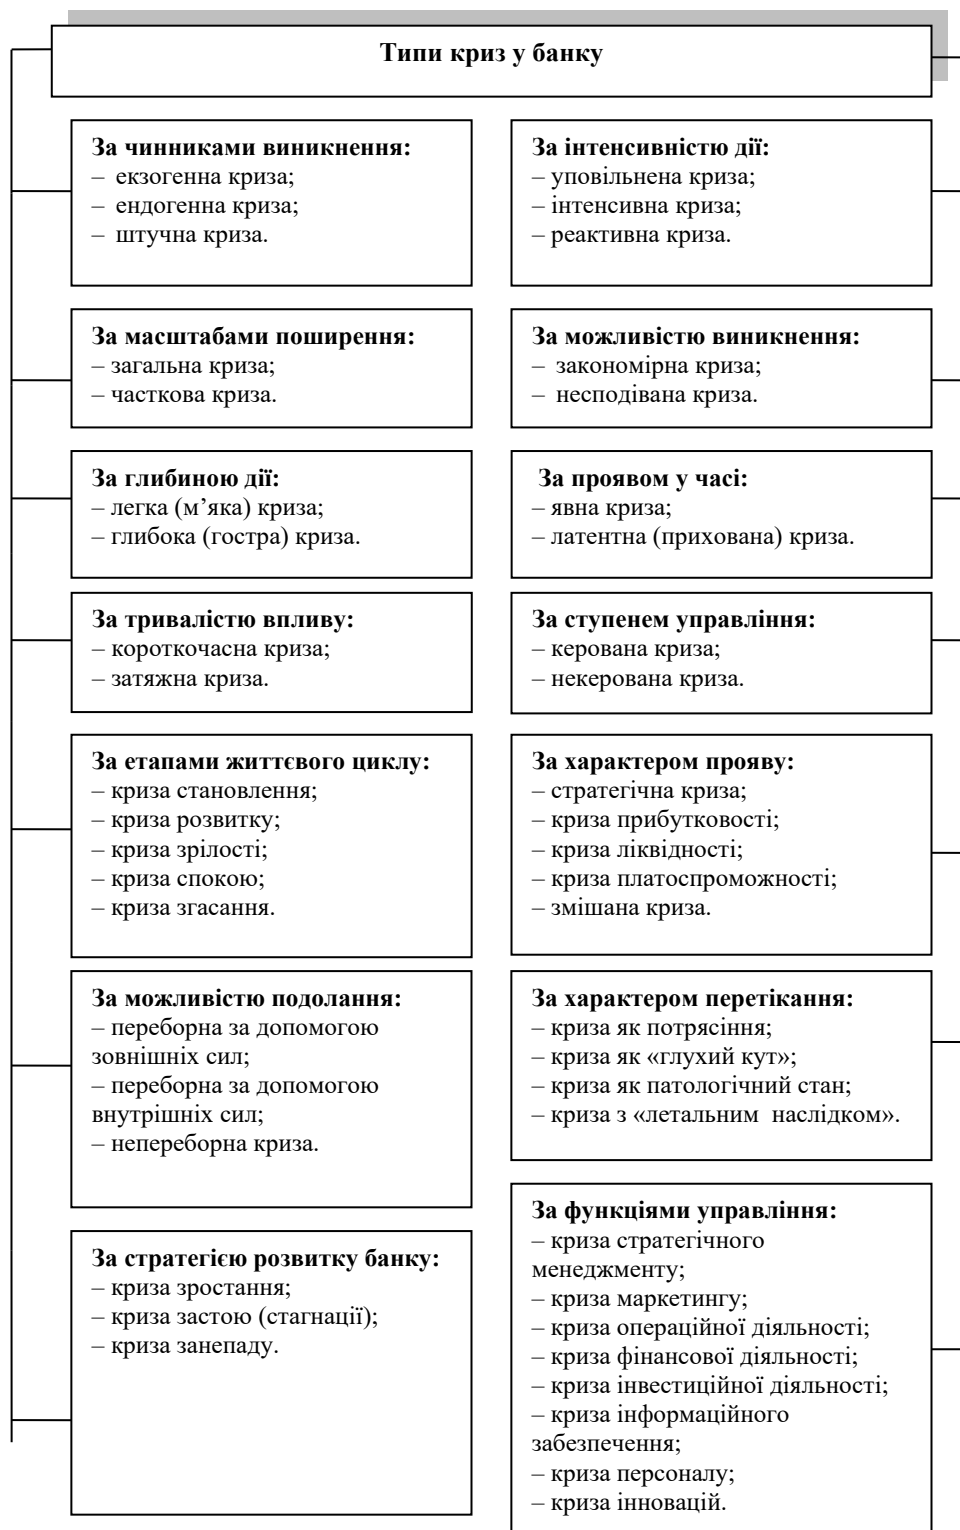 Типи криз у банку
За чинниками виникнення:
– екзогенна криза;
– ендогенна криза;
– штучна криза.
За інтенсивністю дії:
– уповільнена криза;
– інтенсивна криза;
– реактивна криза.
За масштабами поширення:
– загальна криза;
– часткова криза.
За можливістю виникнення:
– закономірна криза;
– несподівана криза.
За глибиною дії:
– легка (м’яка) криза;
– глибока (гостра) криза.
За проявом у часі:
– явна криза;
– латентна (прихована) криза.
За тривалістю впливу:
– короткочасна криза;
– затяжна криза.
За ступенем управління:
– керована криза;
– некерована криза.
За етапами життєвого циклу:
– криза становлення;
– криза розвитку;
– криза зрілості;
– криза спокою;
– криза згасання.
За характером прояву:
– стратегічна криза;
– криза прибутковості;
– криза ліквідності;
– криза платоспроможності;
– змішана криза.
За можливістю подолання:
– переборна за допомогою
зовнішніх сил;
– переборна за допомогою
внутрішніх сил;
– непереборна криза.
За характером перетікання:
– криза як потрясіння;
– криза як «глухий кут»;
– криза як патологічний стан;
– криза з «летальним наслідком».
За стратегією розвитку банку:
– криза зростання;
– криза застою (стагнації);
– криза занепаду.
За функціями управління:
– криза стратегічного
менеджменту;
– криза маркетингу;
– криза операційної діяльності;
– криза фінансової діяльності;
– криза інвестиційної діяльності;
– криза інформаційного
забезпечення;
– криза персоналу;
– криза інновацій.